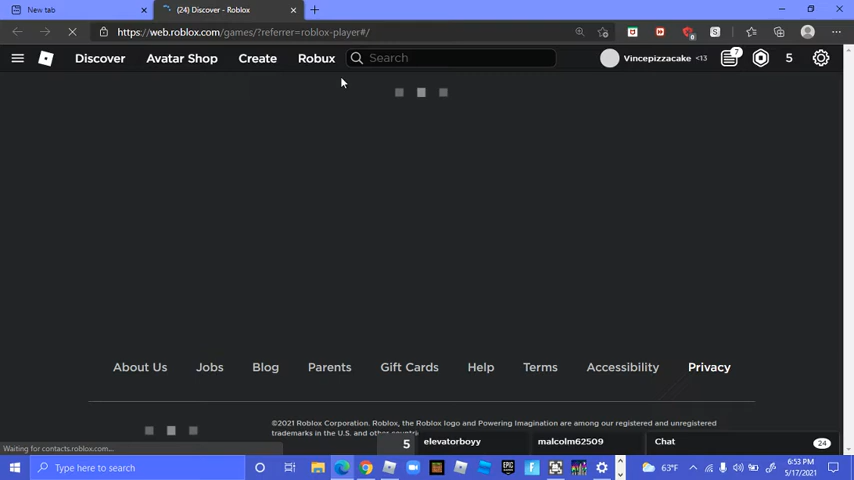 New tab
(24) Discover - Roblox
https://web.roblox.com/games/?referrer=roblox-player#/
Discover
Avatar Shop
Create
Robux
Search
Vincepizzacake <13
7
5
About Us
Jobs
Blog
Parents
Gift Cards
Help
Terms
Accessibility
Privacy
©2021 Roblox Corporation. Roblox, the Roblox logo and Powering Imagination are among our registered and unregistered
trademarks in the U.S. and other
5
elevatorboyy
malcolm62509
Chat
24
Waiting for contacts.roblox.com...
Type here to search
EPIC
63°F
6:53 PM
5/17/2021